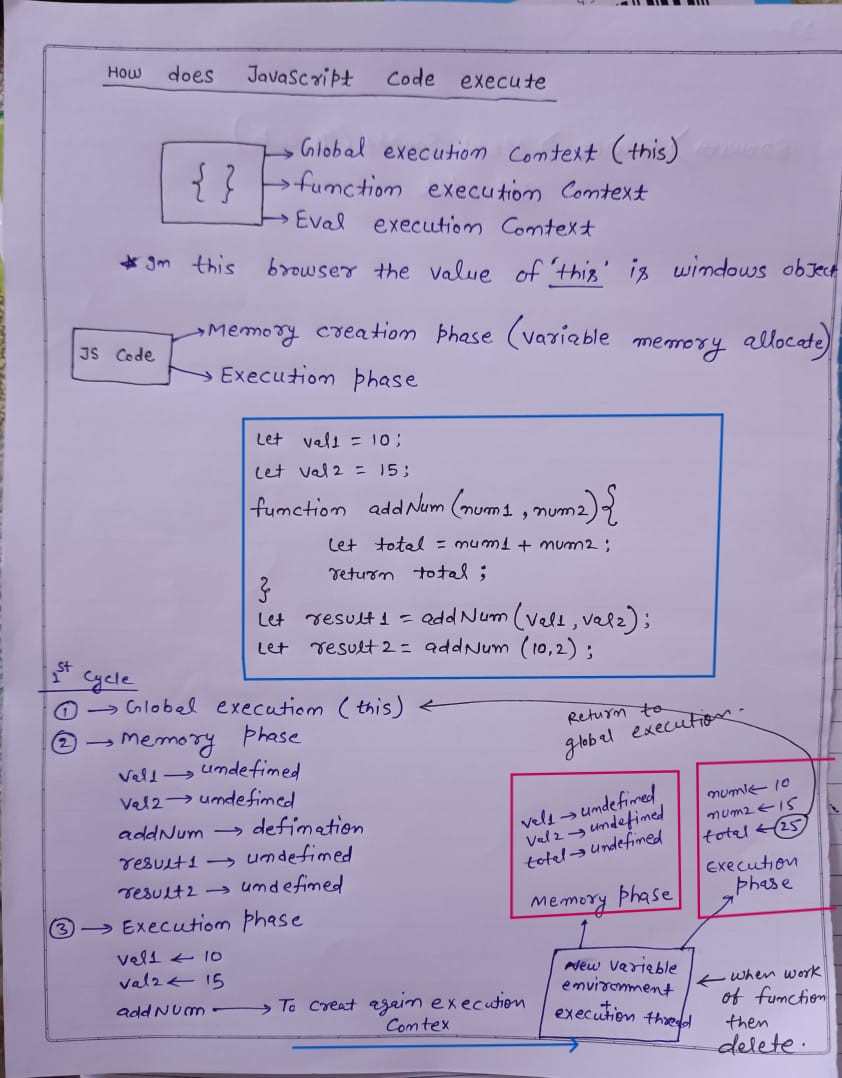 How does JavaScript Code execute
{ }
→ Global execution Context (this)
→ function execution Context
→ Eval execution Context
* In this browser the value of 'this' is windows object
JS Code
→ Memory creation phase (variable memory allocate)
→ Execution phase
Let val1 = 10;
Let val2 = 15;
function addNum(num1, num2){
Let total = num1 + num2;
return total;
}
Let result1 = addNum(val1, val2);
Let result2 = addNum(10,2);
1st Cycle
① → Global execution (this) ←
Return to
global execution.
② → Memory Phase
val1 → undefined
val2 → undefined
addNum → defination
result1 → undefined
result2 → undefined
val1 → undefined
val2 → undefined
total → undefined
Memory Phase
num1 ← 10
num2 ← 15
total ← 25
Execution
phase
③ → Execution Phase
val1 ← 10
val2 ← 15
addNum → To creat again execution
Contex
New Variable
environment
+
execution thread
← when work
of function
then
delete.